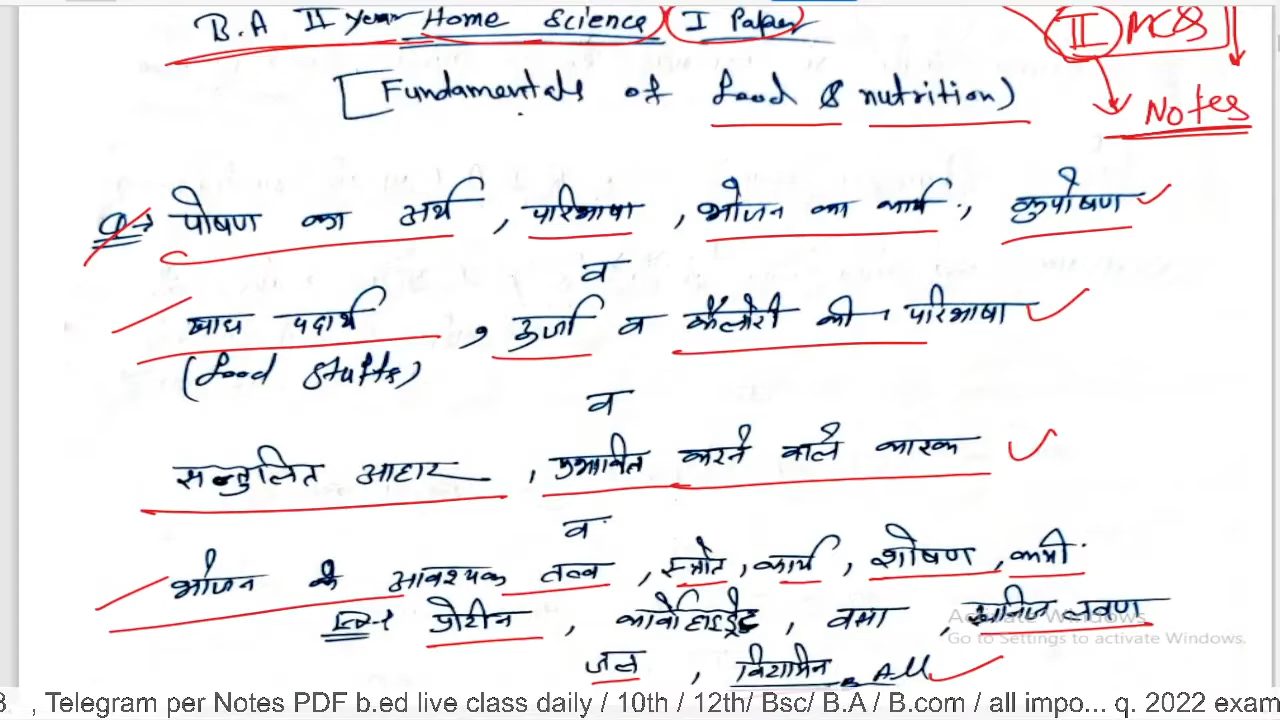 B.A II year Home Science (I Paper)
II MCQs
[Fundamentals of food & nutrition)
Notes
Q→ पोषण का अर्थ , परिभाषा , भोजन का कार्य , कुपोषण
व
खाद्य पदार्थ , ऊर्जा व कैलोरी की परिभाषा
(food stuffs)
व
सन्तुलित आहार , प्रभावित करने वाले कारक
व
भोजन के आवश्यक तत्व , स्त्रोत , कार्य , शोषण , कमी
प्रोटीन , कार्बोहाइड्रेट , वसा , खनिज लवण
जल , विटामिन All
Activate Windows
Go to Settings to activate Windows.
8 , Telegram per Notes PDF b.ed live class daily / 10th / 12th/ Bsc/ B.A / B.com / all impo... q. 2022 exam